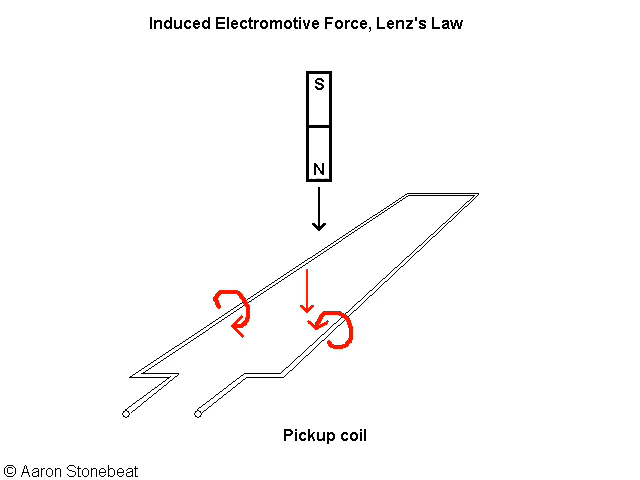 Induced Electromotive Force, Lenz's Law
S
N
Pickup coil
© Aaron Stonebeat